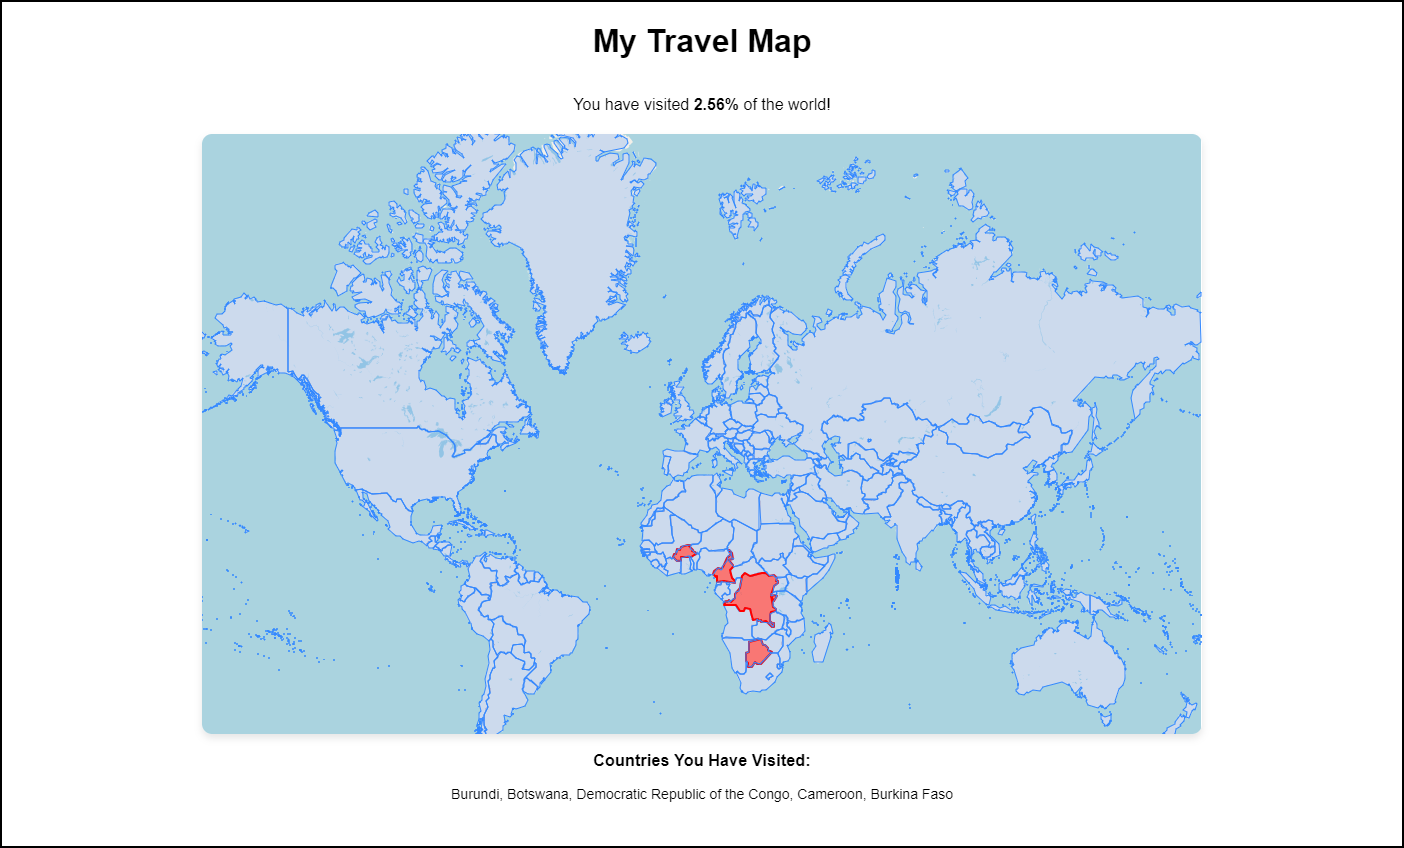 My Travel Map
You have visited 2.56% of the world!
Countries You Have Visited:
Burundi, Botswana, Democratic Republic of the Congo, Cameroon, Burkina Faso